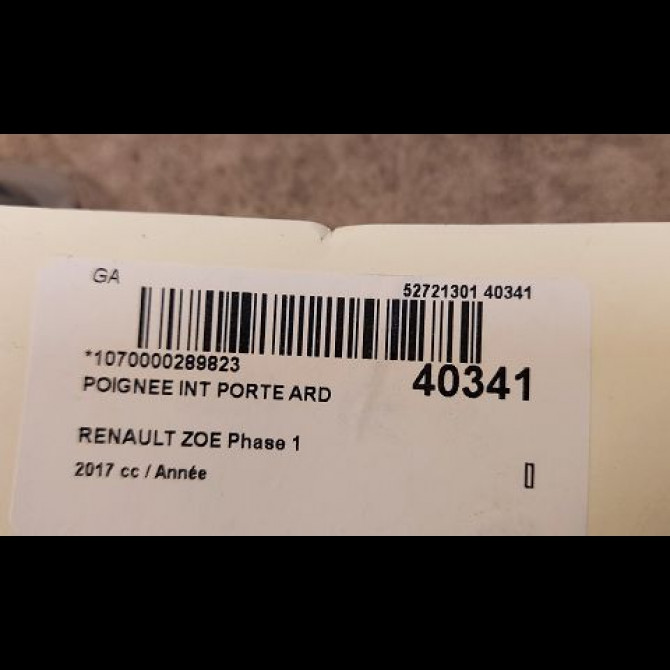 GA
52721301 40341
*1070000289823
40341
POIGNEE INT PORTE ARD
RENAULT ZOE Phase 1
2017 cc / Année